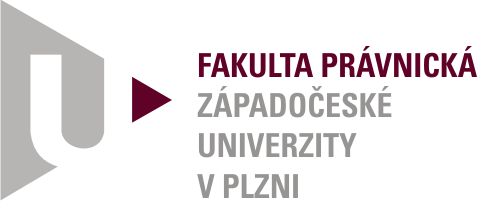 FAKULTA PRÁVNICKÁ
ZÁPADOČESKÉ
UNIVERZITY
V PLZNI